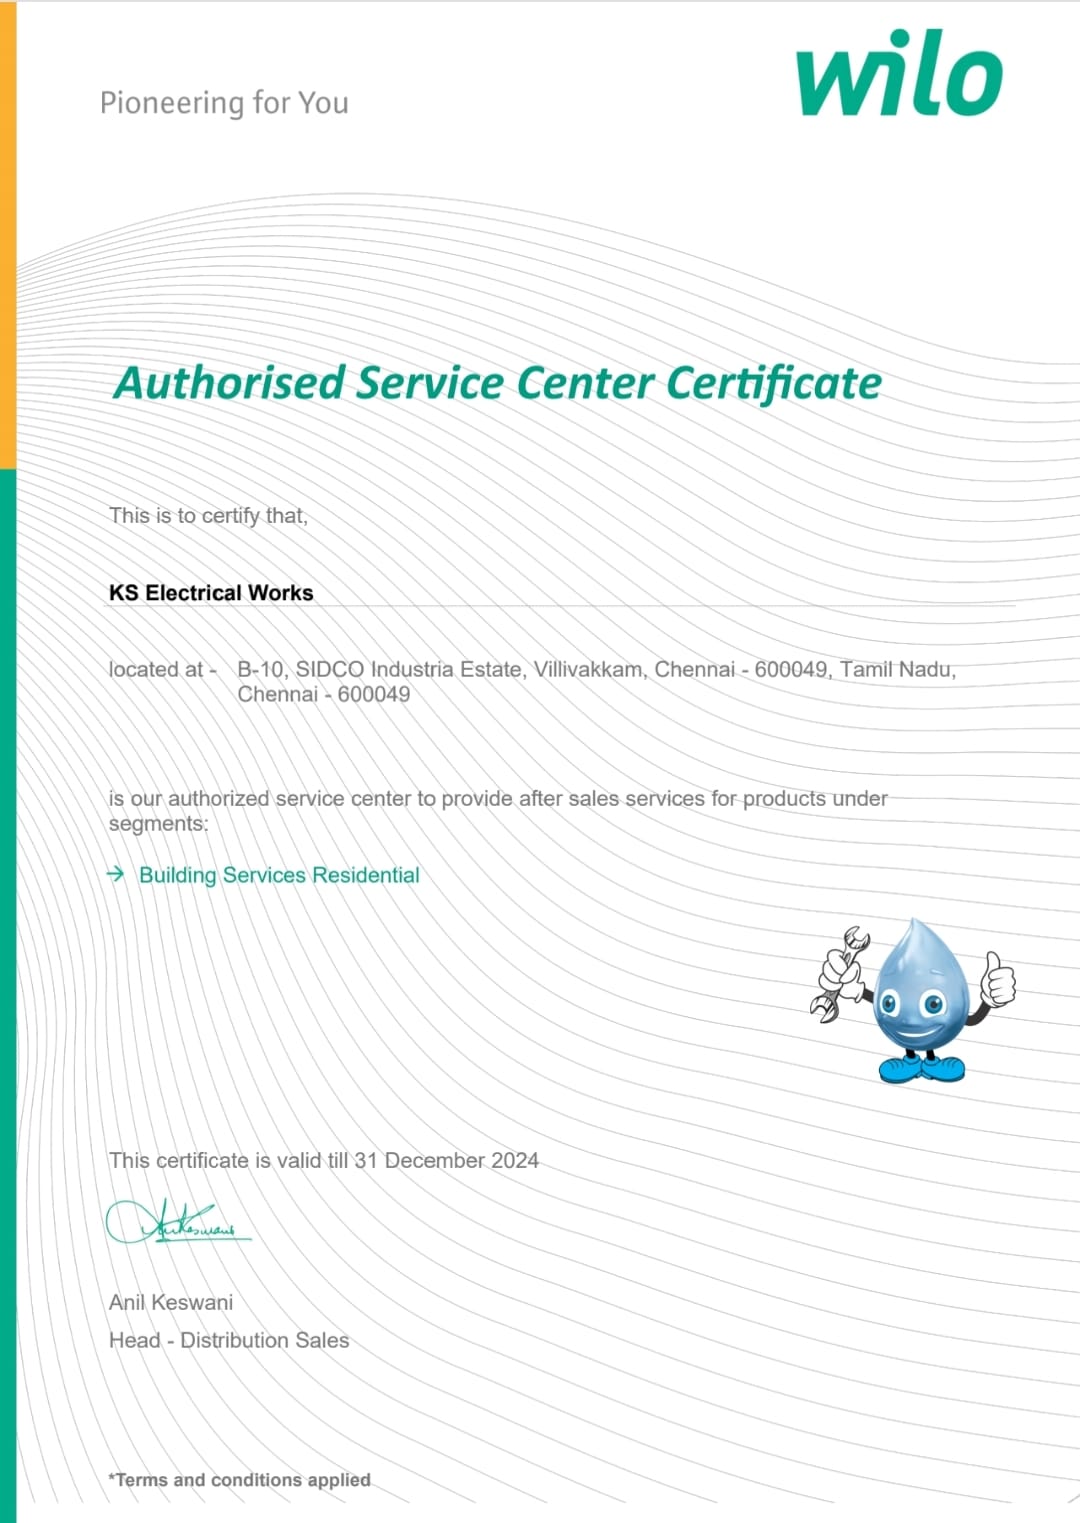 Pioneering for You
wilo
Authorised Service Center Certificate
This is to certify that,
KS Electrical Works
located at - B-10, SIDCO Industria Estate, Villivakkam, Chennai - 600049, Tamil Nadu,
Chennai - 600049
is our authorized service center to provide after sales services for products under
segments:
→ Building Services Residential
This certificate is valid till 31 December 2024
Anil Keswani
Head - Distribution Sales
*Terms and conditions applied